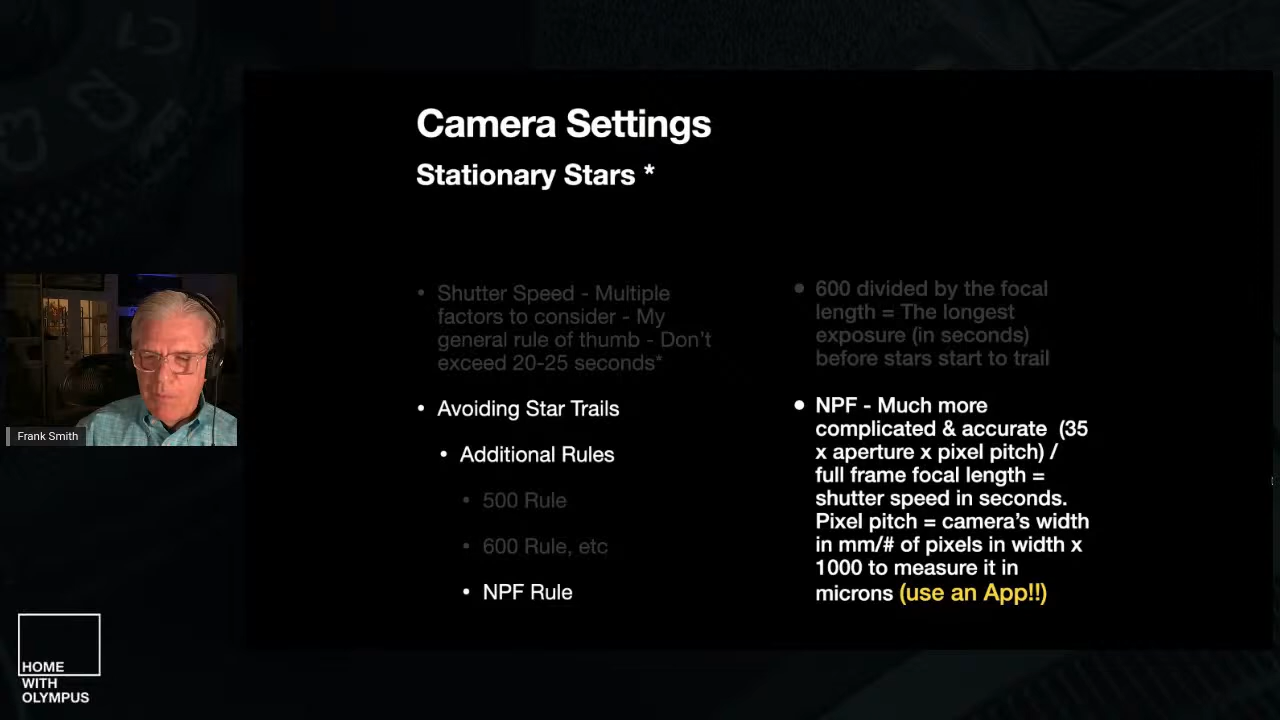 Camera Settings
Stationary Stars *
• Shutter Speed - Multiple
factors to consider - My
general rule of thumb - Don't
exceed 20-25 seconds*
• Avoiding Star Trails
• Additional Rules
• 500 Rule
• 600 Rule, etc
• NPF Rule
• 600 divided by the focal
length = The longest
exposure (in seconds)
before stars start to trail
• NPF - Much more
complicated & accurate (35
x aperture x pixel pitch) /
full frame focal length =
shutter speed in seconds.
Pixel pitch = camera's width
in mm/# of pixels in width x
1000 to measure it in
microns (use an App!!)
Frank Smith
HOME
WITH
OLYMPUS